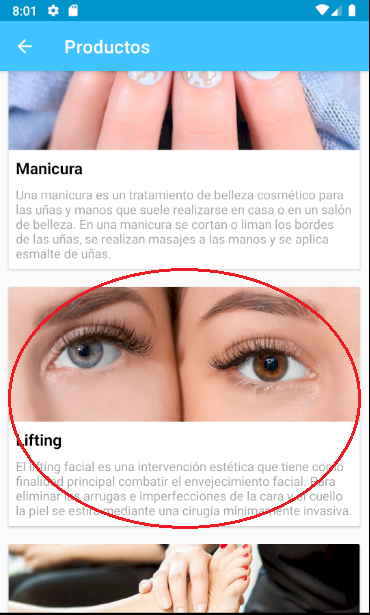 8:01
Productos
Manicura
Una manicura es un tratamiento de belleza cosmético para
las uñas y manos que suele realizarse en casa o en un salón
de belleza. En una manicura se cortan o liman los bordes
de las uñas, se realizan masajes a las manos y se aplica
esmalte de uñas.
Lifting
El lifting facial es una intervención estética que tiene como
finalidad principal combatir el envejecimiento facial. Para
eliminar las arrugas e imperfecciones de la cara y el cuello
la piel se estira mediante una cirugía minimamente invasiva.